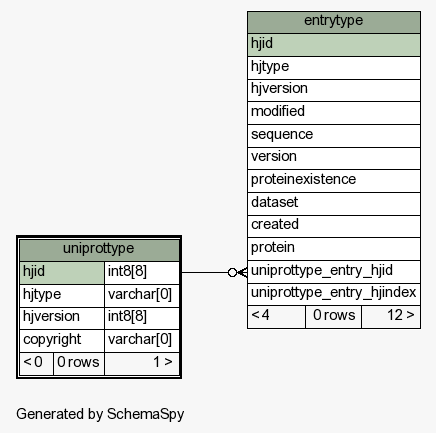 entrytype
hjid
hjtype
hjversion
modified
sequence
version
proteinexistence
dataset
created
protein
uniprottype_entry_hjid
uniprottype_entry_hjindex
< 4 0 rows 12 >
uniprottype
hjid int8[8]
hjtype varchar[0]
hjversion int8[8]
copyright varchar[0]
< 0 0 rows 1 >
Generated by SchemaSpy